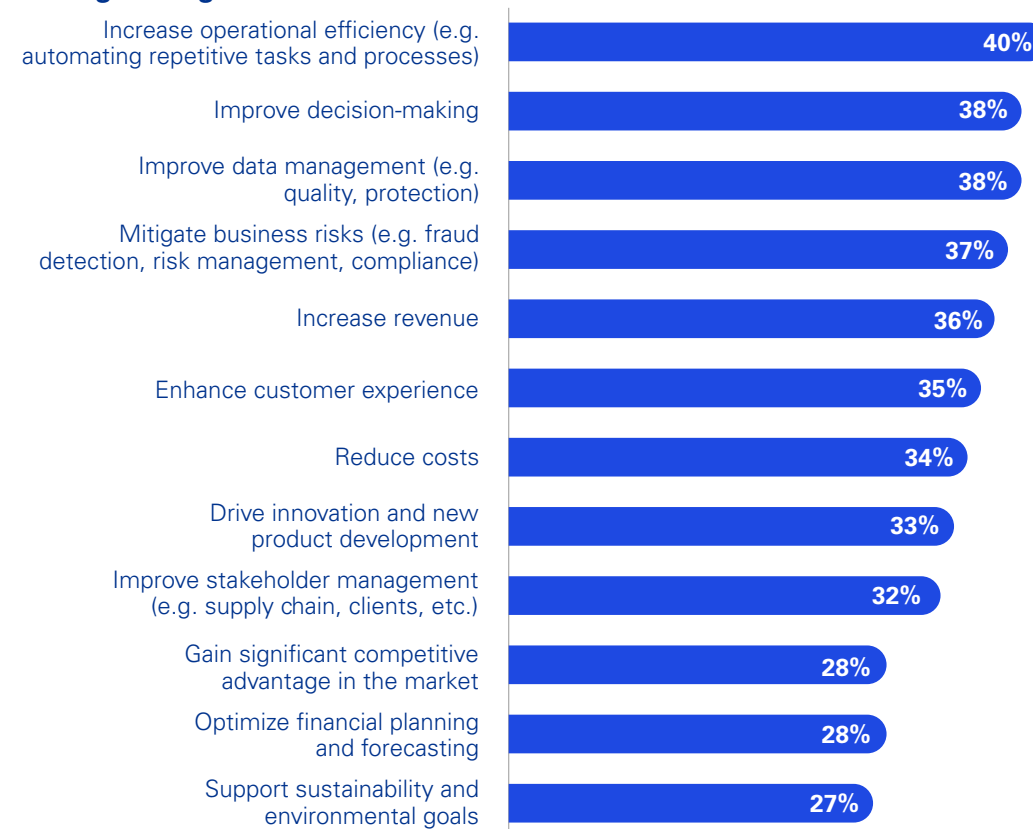 Increase operational efficiency (e.g.
automating repetitive tasks and processes)
40%
Improve decision-making
38%
Improve data management (e.g.
quality, protection)
38%
Mitigate business risks (e.g. fraud
detection, risk management, compliance)
37%
Increase revenue
36%
Enhance customer experience
35%
Reduce costs
34%
Drive innovation and new
product development
33%
Improve stakeholder management
(e.g. supply chain, clients, etc.)
32%
Gain significant competitive
advantage in the market
28%
Optimize financial planning
and forecasting
28%
Support sustainability and
environmental goals
27%